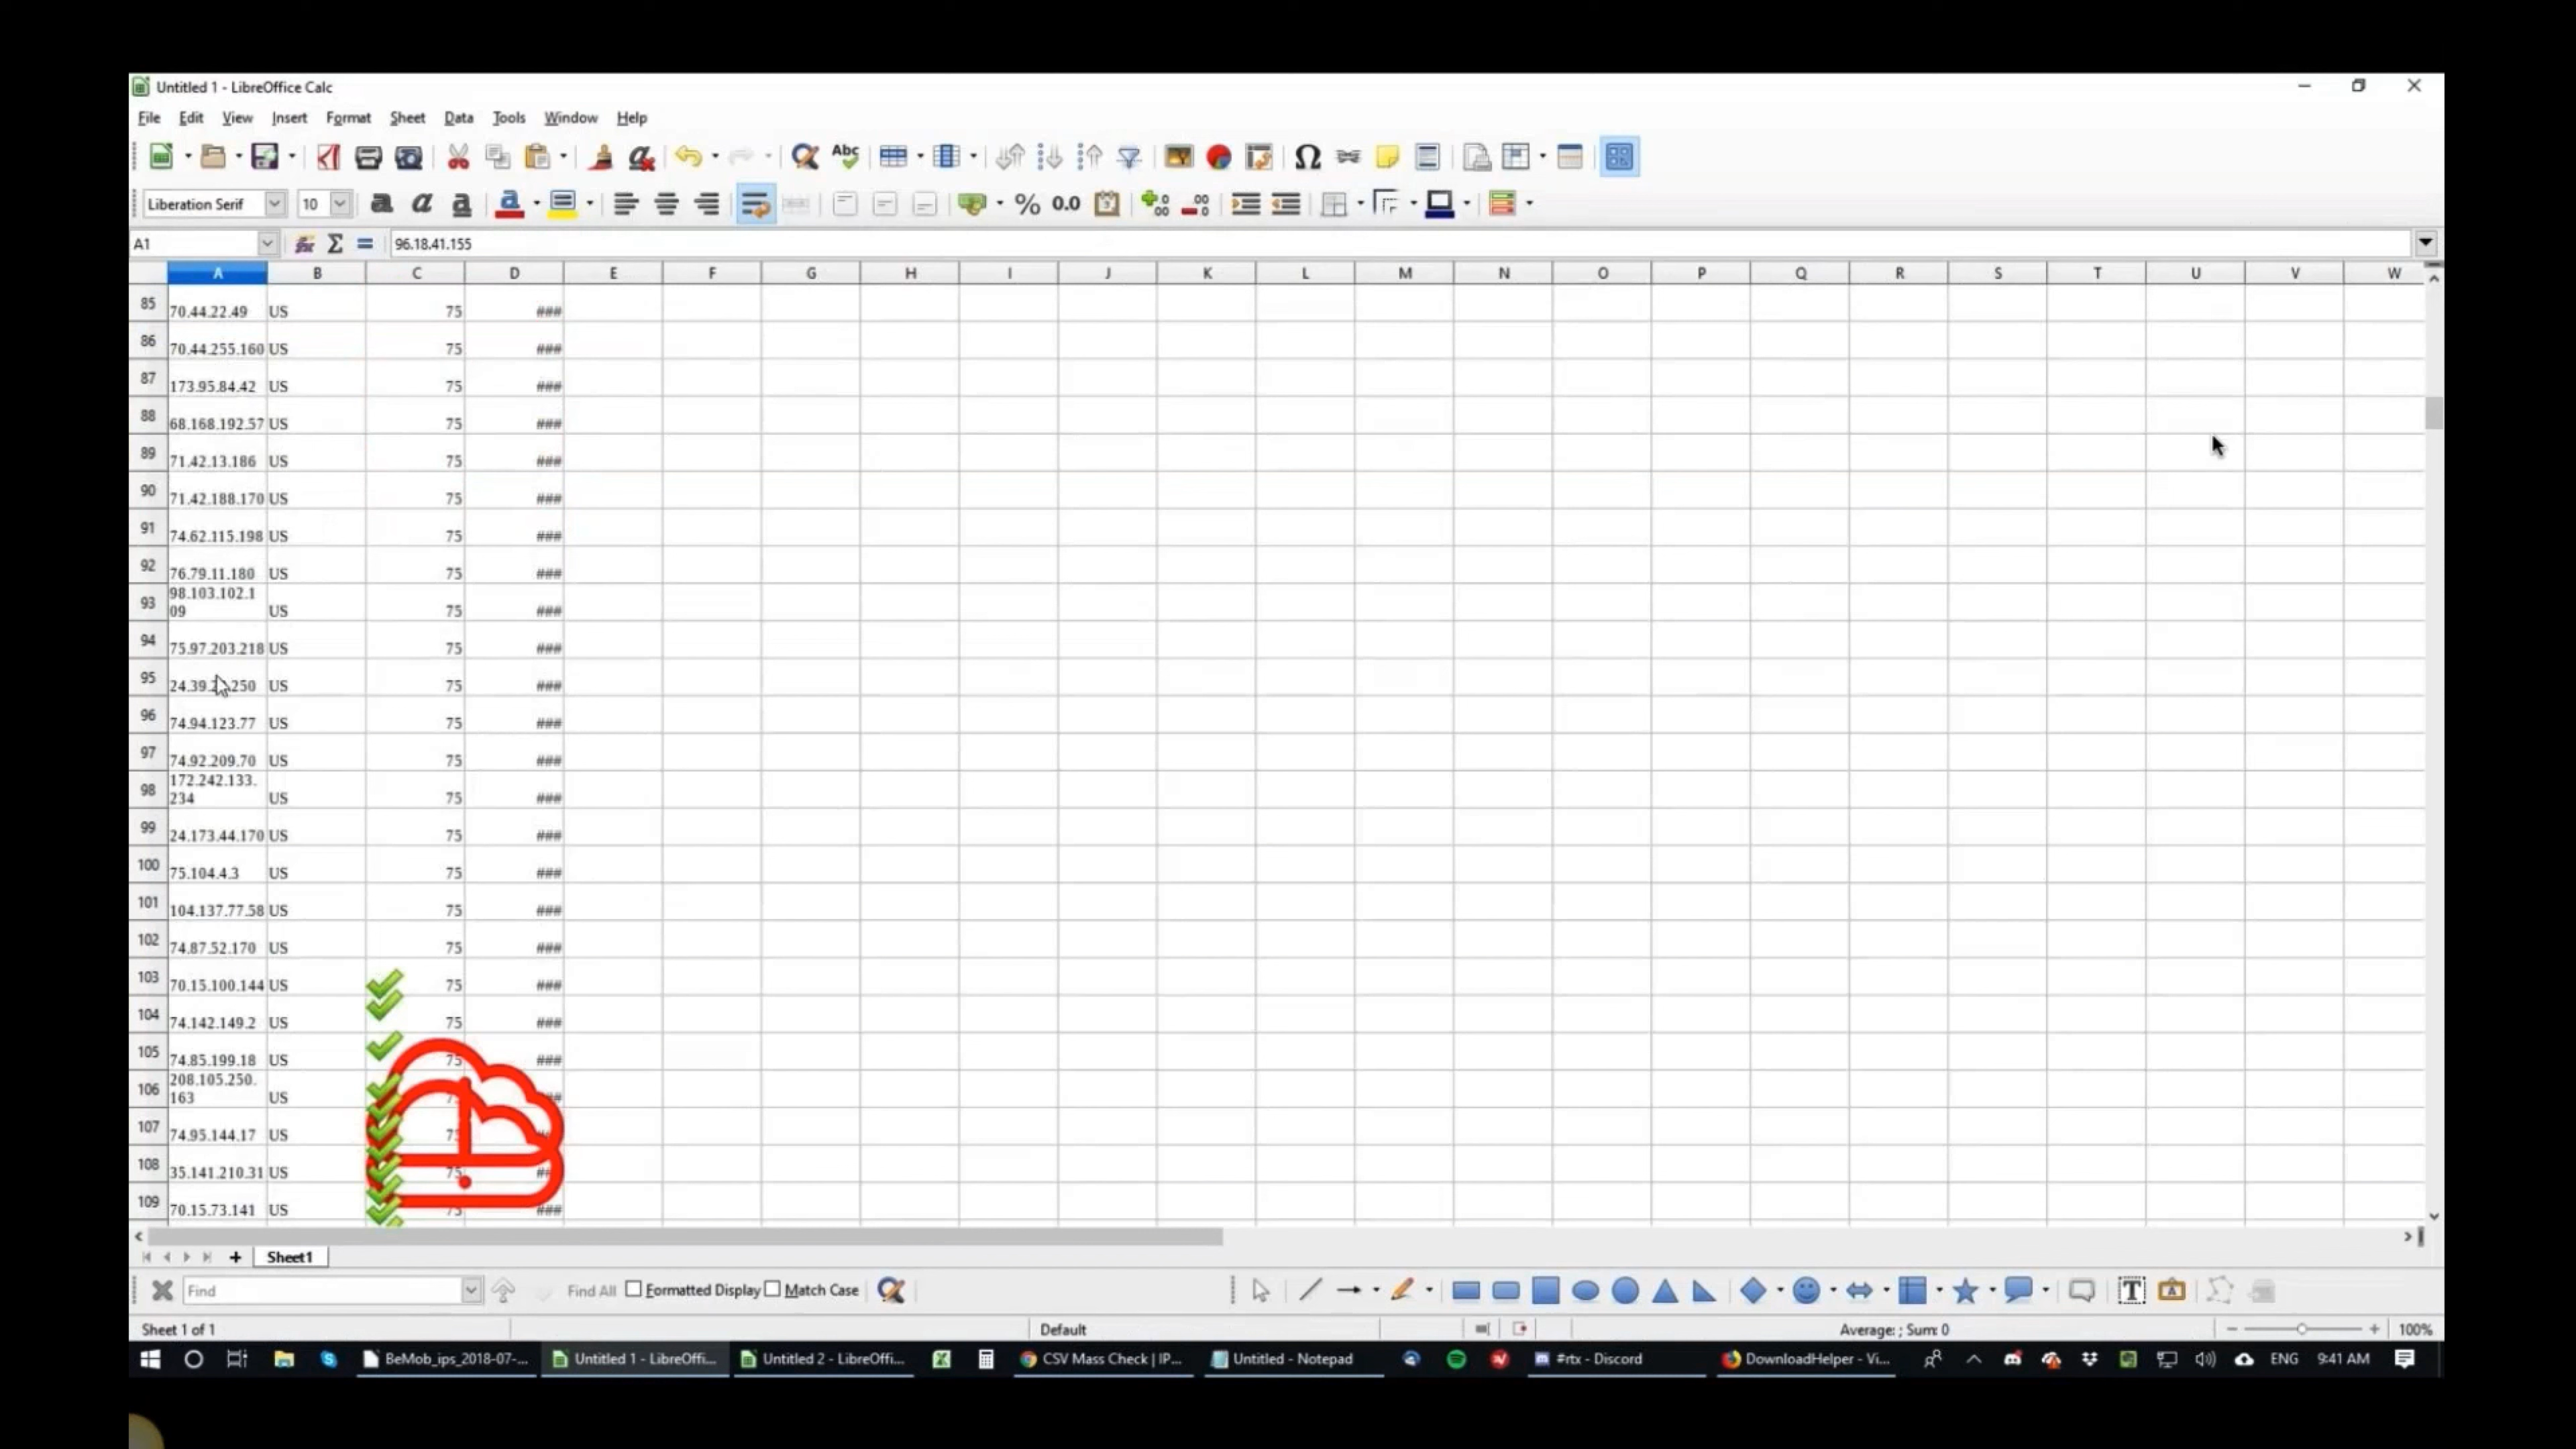 Untitled 1 - LibreOffice Calc
File Edit View Insert Format Sheet Data Tools Window Help
Liberation Serif 10
A1 96.18.41.155
A B C D E F G H I J K L M N O P Q R S T U V W
85 70.44.22.49 US 75 ###
86 70.44.255.160 US 75 ###
87 173.95.84.42 US 75 ###
88 68.168.192.57 US 75 ###
89 71.42.13.186 US 75 ###
90 71.42.188.170 US 75 ###
91 74.62.115.198 US 75 ###
92 76.79.11.180 US 75 ###
93 98.103.102.1
09 US 75 ###
94 75.97.203.218 US 75 ###
95 US 75 ###
96 74.94.123.77 US 75 ###
97 74.92.209.70 US 75 ###
98 172.242.133.
234 US 75 ###
99 24.173.44.170 US 75 ###
100 75.104.4.3 US 75 ###
101 104.137.77.58 US 75 ###
102 74.87.52.170 US 75 ###
103 70.15.100.144 US 75 ###
104 74.142.149.2 US 75 ###
105 74.85.199.18 US 75 ###
106 208.105.250.
163 US
107 74.95.144.17 US
108 35.141.210.31 US 75
109 70.15.73.141 US 75 ###
Sheet1
Find Find All Formatted Display Match Case
Sheet 1 of 1 Default Average: ; Sum: 0 100%
BeMob_ips_2018-07-... Untitled 1 - LibreOffi... Untitled 2 - LibreOffi... CSV Mass Check | IP... Untitled - Notepad #rtx - Discord DownloadHelper - Vi... ENG 9:41 AM